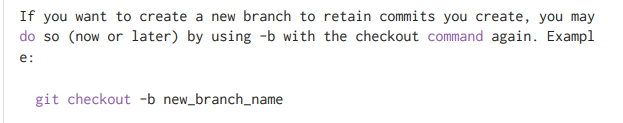 If you want to create a new branch to retain commits you create, you may
do so (now or later) by using -b with the checkout command again. Exampl
e:
git checkout -b new_branch_name